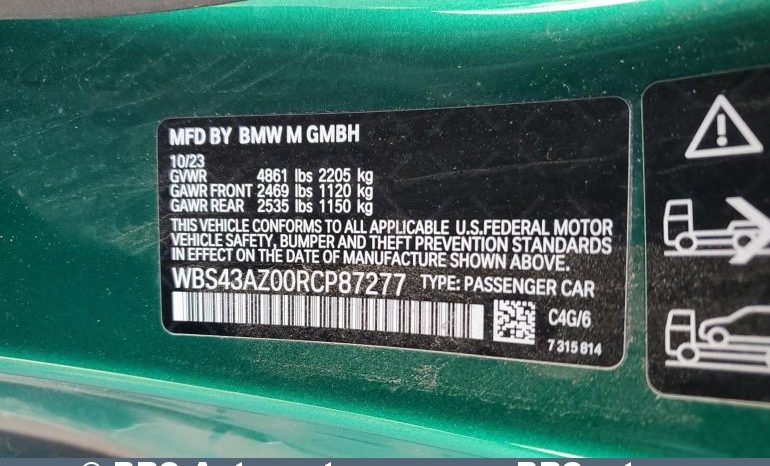 MFD BY BMW M GMBH
10/23
GVWR 4861 lbs 2205 kg
GAWR FRONT 2469 lbs 1120 kg
GAWR REAR 2535 lbs 1150 kg
THIS VEHICLE CONFORMS TO ALL APPLICABLE U.S.FEDERAL MOTOR
VEHICLE SAFETY, BUMPER AND THEFT PREVENTION STANDARDS
IN EFFECT ON THE DATE OF MANUFACTURE SHOWN ABOVE.
WBS43AZ00RCP87277 TYPE: PASSENGER CAR
C4G/6
7 315 814